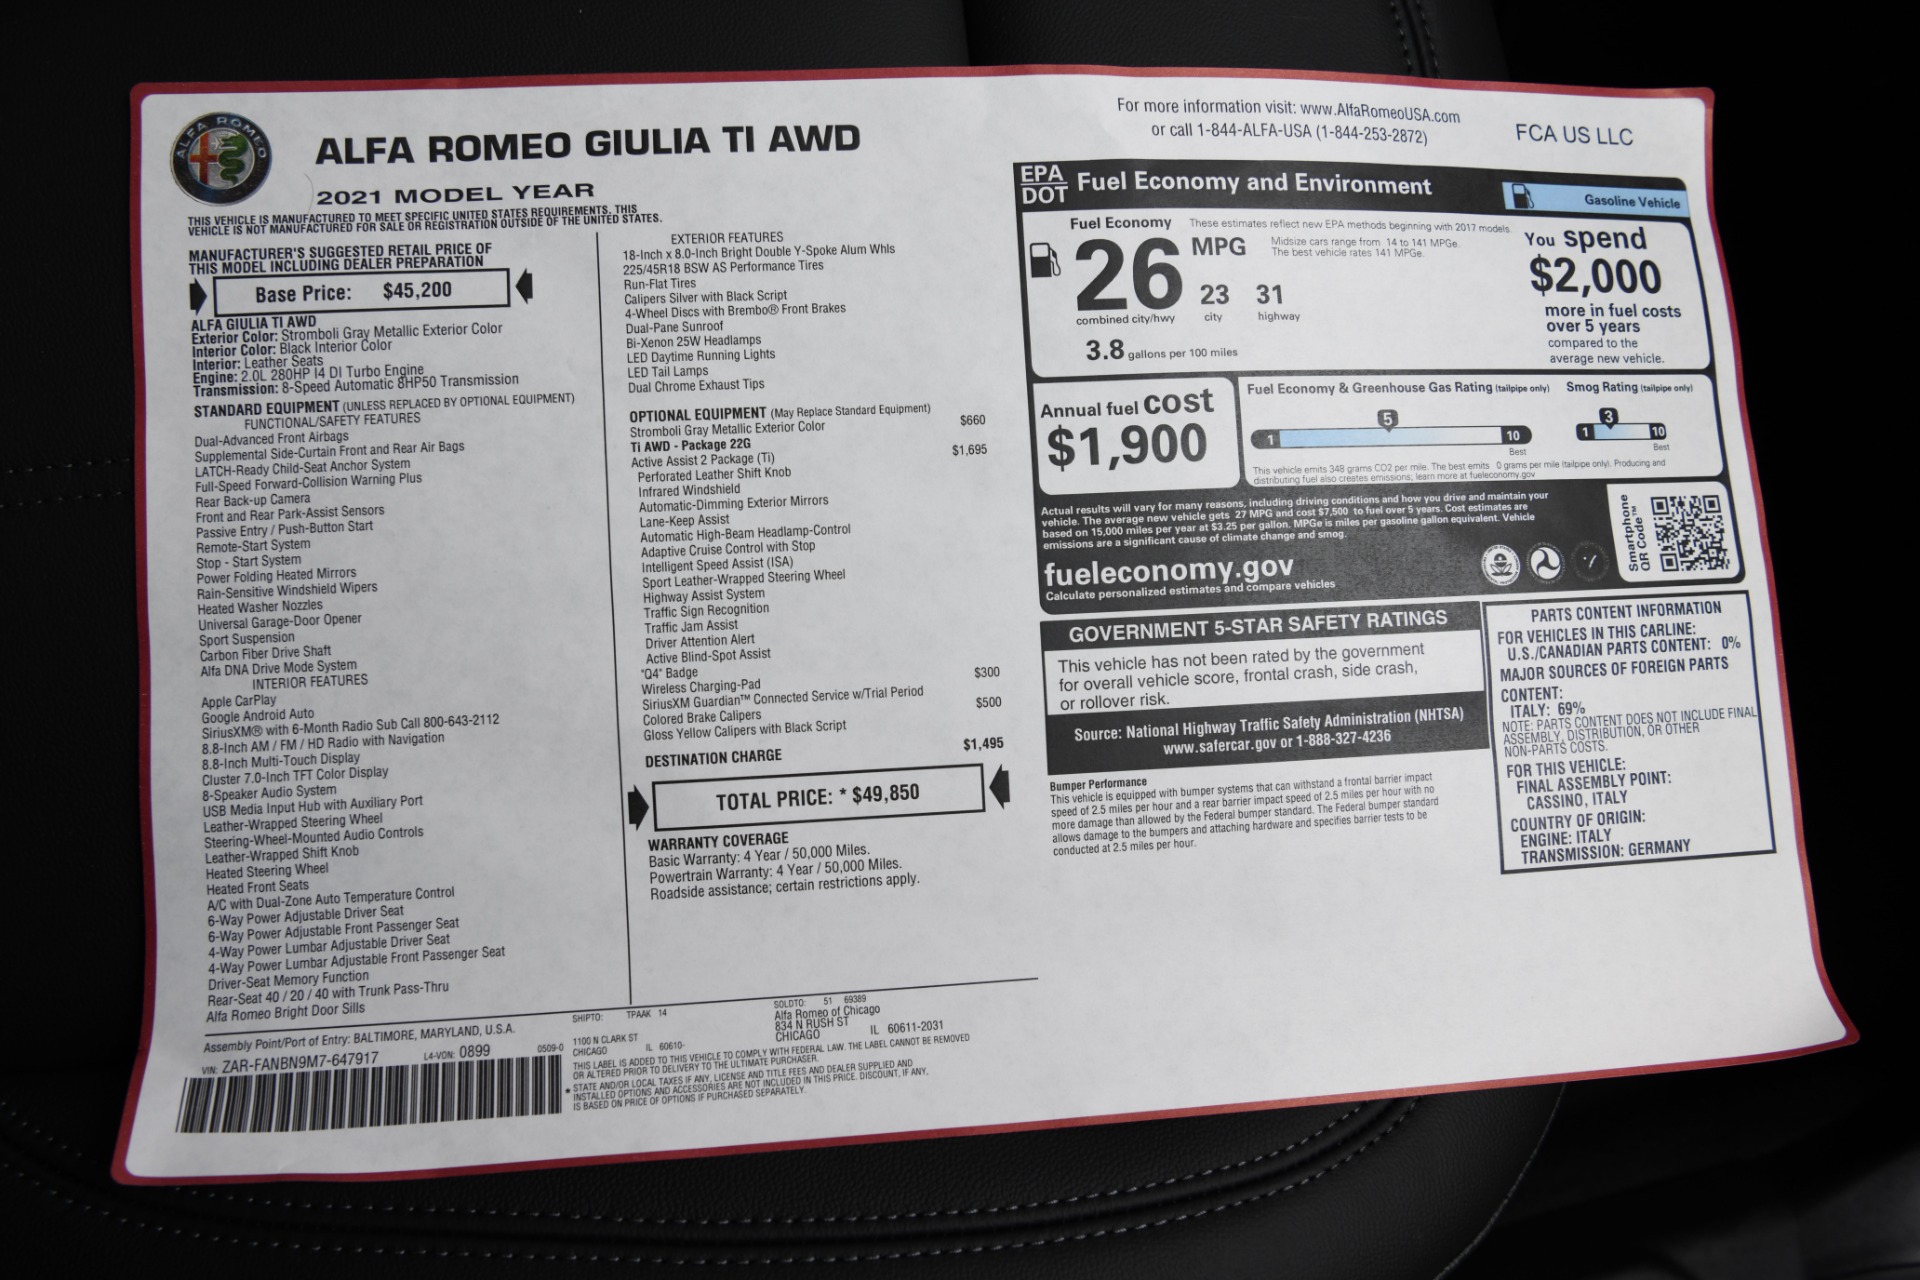 ALFA ROMEO
ALFA ROMEO GIULIA TI AWD
2021 MODEL YEAR
THIS VEHICLE IS MANUFACTURED TO MEET SPECIFIC UNITED STATES REQUIREMENTS. THIS
VEHICLE IS NOT MANUFACTURED FOR SALE OR REGISTRATION OUTSIDE OF THE UNITED STATES.
MANUFACTURER'S SUGGESTED RETAIL PRICE OF
THIS MODEL INCLUDING DEALER PREPARATION
Base Price: $45,200
ALFA GIULIA TI AWD
Exterior Color: Stromboli Gray Metallic Exterior Color
Interior Color: Black Interior Color
Interior: Leather Seats
Engine: 2.0L 280HP I4 DI Turbo Engine
Transmission: 8-Speed Automatic 8HP50 Transmission
STANDARD EQUIPMENT (UNLESS REPLACED BY OPTIONAL EQUIPMENT)
FUNCTIONAL/SAFETY FEATURES
Dual-Advanced Front Airbags
Supplemental Side-Curtain Front and Rear Air Bags
LATCH-Ready Child-Seat Anchor System
Full-Speed Forward-Collision Warning Plus
Rear Back-up Camera
Front and Rear Park-Assist Sensors
Passive Entry / Push-Button Start
Remote-Start System
Stop - Start System
Power Folding Heated Mirrors
Rain-Sensitive Windshield Wipers
Heated Washer Nozzles
Universal Garage-Door Opener
Sport Suspension
Carbon Fiber Drive Shaft
Alfa DNA Drive Mode System
INTERIOR FEATURES
Apple CarPlay
Google Android Auto
SiriusXM® with 6-Month Radio Sub Call 800-643-2112
8.8-Inch AM / FM / HD Radio with Navigation
8.8-Inch Multi-Touch Display
Cluster 7.0-Inch TFT Color Display
8-Speaker Audio System
USB Media Input Hub with Auxiliary Port
Leather-Wrapped Steering Wheel
Steering-Wheel-Mounted Audio Controls
Leather-Wrapped Shift Knob
Heated Steering Wheel
Heated Front Seats
A/C with Dual-Zone Auto Temperature Control
6-Way Power Adjustable Driver Seat
6-Way Power Adjustable Front Passenger Seat
4-Way Power Lumbar Adjustable Driver Seat
4-Way Power Lumbar Adjustable Front Passenger Seat
Driver-Seat Memory Function
Rear-Seat 40 / 20 / 40 with Trunk Pass-Thru
Alfa Romeo Bright Door Sills
EXTERIOR FEATURES
18-Inch x 8.0-Inch Bright Double Y-Spoke Alum Whls
225/45R18 BSW AS Performance Tires
Run-Flat Tires
Calipers Silver with Black Script
4-Wheel Discs with Brembo® Front Brakes
Dual-Pane Sunroof
Bi-Xenon 25W Headlamps
LED Daytime Running Lights
LED Tail Lamps
Dual Chrome Exhaust Tips
OPTIONAL EQUIPMENT (May Replace Standard Equipment)
Stromboli Gray Metallic Exterior Color $660
Ti AWD - Package 22G
Active Assist 2 Package (Ti) $1,695
Perforated Leather Shift Knob
Infrared Windshield
Automatic-Dimming Exterior Mirrors
Lane-Keep Assist
Automatic High-Beam Headlamp-Control
Adaptive Cruise Control with Stop
Intelligent Speed Assist (ISA)
Sport Leather-Wrapped Steering Wheel
Highway Assist System
Traffic Sign Recognition
Traffic Jam Assist
Driver Attention Alert
Active Blind-Spot Assist
"Q4" Badge
Wireless Charging-Pad $300
SiriusXM Guardian™ Connected Service w/Trial Period
Colored Brake Calipers $500
Gloss Yellow Calipers with Black Script
DESTINATION CHARGE $1,495
TOTAL PRICE: * $49,850
WARRANTY COVERAGE
Basic Warranty: 4 Year / 50,000 Miles.
Powertrain Warranty: 4 Year / 50,000 Miles.
Roadside assistance; certain restrictions apply.
Assembly Point/Port of Entry: BALTIMORE, MARYLAND, U.S.A.
VIN: ZAR-FANBN9M7-647917 L4-VON: 0899 0509-0
SHIPTO: TPAAK 14
1100 N CLARK ST
CHICAGO IL 60610-
SOLDTO: 51 69389
Alfa Romeo of Chicago
834 N RUSH ST
CHICAGO IL 60611-2031
THIS LABEL IS ADDED TO THIS VEHICLE TO COMPLY WITH FEDERAL LAW. THE LABEL CANNOT BE REMOVED
OR ALTERED PRIOR TO DELIVERY TO THE ULTIMATE PURCHASER.
* STATE AND/OR LOCAL TAXES IF ANY, LICENSE AND TITLE FEES AND DEALER SUPPLIED AND
INSTALLED OPTIONS AND ACCESSORIES ARE NOT INCLUDED IN THIS PRICE. DISCOUNT, IF ANY,
IS BASED ON PRICE OF OPTIONS IF PURCHASED SEPARATELY.
For more information visit: www.AlfaRomeoUSA.com
or call 1-844-ALFA-USA (1-844-253-2872)
FCA US LLC
EPA
DOT
Fuel Economy and Environment
Gasoline Vehicle
Fuel Economy
These estimates reflect new EPA methods beginning with 2017 models.
26 MPG
Midsize cars range from 14 to 141 MPGe.
The best vehicle rates 141 MPGe.
23 31
combined city/hwy city highway
3.8 gallons per 100 miles
You spend
$2,000
more in fuel costs
over 5 years
compared to the
average new vehicle.
Annual fuel cost
$1,900
Fuel Economy & Greenhouse Gas Rating (tailpipe only)
5
1 10
Best
Smog Rating (tailpipe only)
3
1 10
Best
This vehicle emits 348 grams CO2 per mile. The best emits 0 grams per mile (tailpipe only). Producing and
distributing fuel also creates emissions; learn more at fueleconomy.gov
Actual results will vary for many reasons, including driving conditions and how you drive and maintain your
vehicle. The average new vehicle gets 27 MPG and cost $7,500 to fuel over 5 years. Cost estimates are
based on 15,000 miles per year at $3.25 per gallon. MPGe is miles per gasoline gallon equivalent. Vehicle
emissions are a significant cause of climate change and smog.
fueleconomy.gov
Calculate personalized estimates and compare vehicles
Smartphone
QR Code™
GOVERNMENT 5-STAR SAFETY RATINGS
This vehicle has not been rated by the government
for overall vehicle score, frontal crash, side crash,
or rollover risk.
Source: National Highway Traffic Safety Administration (NHTSA)
www.safercar.gov or 1-888-327-4236
Bumper Performance
This vehicle is equipped with bumper systems that can withstand a frontal barrier impact
speed of 2.5 miles per hour and a rear barrier impact speed of 2.5 miles per hour with no
more damage than allowed by the Federal bumper standard. The Federal bumper standard
allows damage to the bumpers and attaching hardware and specifies barrier tests to be
conducted at 2.5 miles per hour.
PARTS CONTENT INFORMATION
FOR VEHICLES IN THIS CARLINE:
U.S./CANADIAN PARTS CONTENT: 0%
MAJOR SOURCES OF FOREIGN PARTS
CONTENT:
ITALY: 69%
NOTE: PARTS CONTENT DOES NOT INCLUDE FINAL
ASSEMBLY, DISTRIBUTION, OR OTHER
NON-PARTS COSTS.
FOR THIS VEHICLE:
FINAL ASSEMBLY POINT:
CASSINO, ITALY
COUNTRY OF ORIGIN:
ENGINE: ITALY
TRANSMISSION: GERMANY